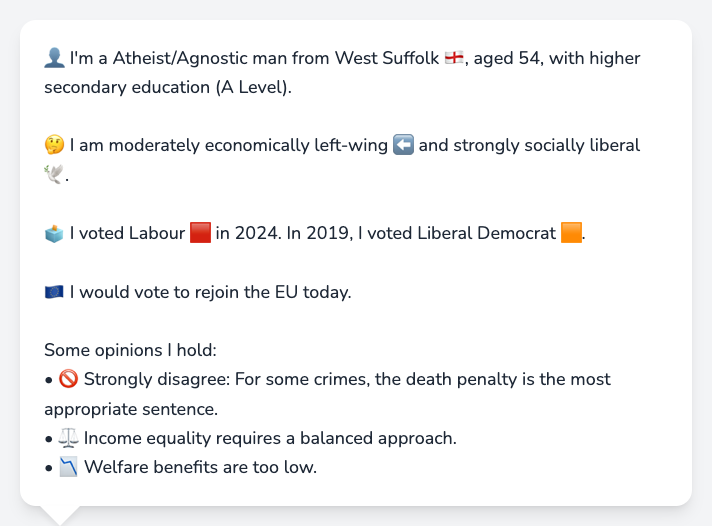 👤 I'm a Atheist/Agnostic man from West Suffolk 🏴󠁧󠁢󠁥󠁮󠁧󠁿, aged 54, with higher
secondary education (A Level).
🤔 I am moderately economically left-wing ⬅️ and strongly socially liberal
🕊️.
🗳️ I voted Labour 🟥 in 2024. In 2019, I voted Liberal Democrat 🟧.
🇪🇺 I would vote to rejoin the EU today.
Some opinions I hold:
• 🚫 Strongly disagree: For some crimes, the death penalty is the most
appropriate sentence.
• ⚖️ Income equality requires a balanced approach.
• 📉 Welfare benefits are too low.